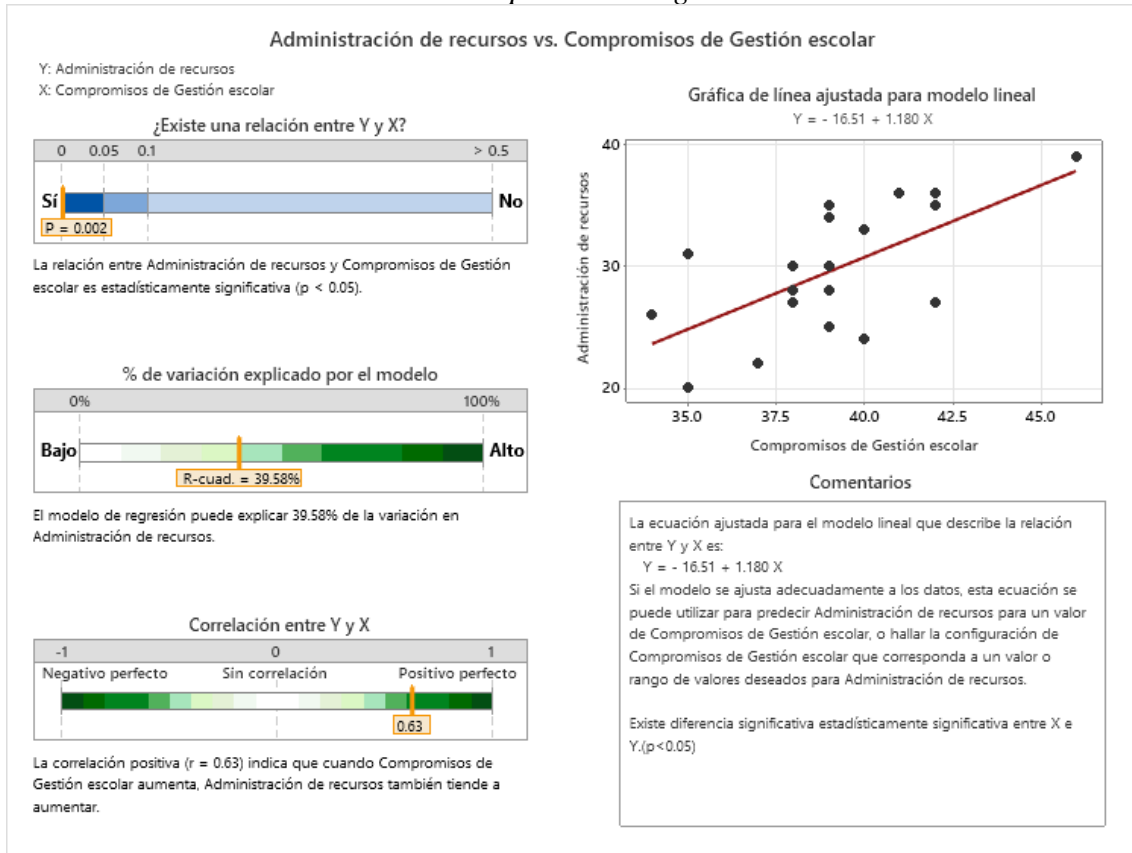 Administración de recursos vs. Compromisos de Gestión escolar
Y: Administración de recursos
X: Compromisos de Gestión escolar
¿Existe una relación entre Y y X?
0 0.05 0.1 > 0.5
Sí No
P = 0.002
La relación entre Administración de recursos y Compromisos de Gestión
escolar es estadísticamente significativa (p < 0.05).
% de variación explicado por el modelo
0% 100%
Bajo Alto
R-cuad. = 39.58%
El modelo de regresión puede explicar 39.58% de la variación en
Administración de recursos.
Correlación entre Y y X
-1 0 1
Negativo perfecto Sin correlación Positivo perfecto
0.63
La correlación positiva (r = 0.63) indica que cuando Compromisos de
Gestión escolar aumenta, Administración de recursos también tiende a
aumentar.
Gráfica de línea ajustada para modelo lineal
Y = - 16.51 + 1.180 X
Administración de recursos
40
30
20
35.0 37.5 40.0 42.5 45.0
Compromisos de Gestión escolar
Comentarios
La ecuación ajustada para el modelo lineal que describe la relación
entre Y y X es:
Y = - 16.51 + 1.180 X
Si el modelo se ajusta adecuadamente a los datos, esta ecuación se
puede utilizar para predecir Administración de recursos para un valor
de Compromisos de Gestión escolar, o hallar la configuración de
Compromisos de Gestión escolar que corresponda a un valor o
rango de valores deseados para Administración de recursos.
Existe diferencia significativa estadísticamente significativa entre X e
Y.(p<0.05)